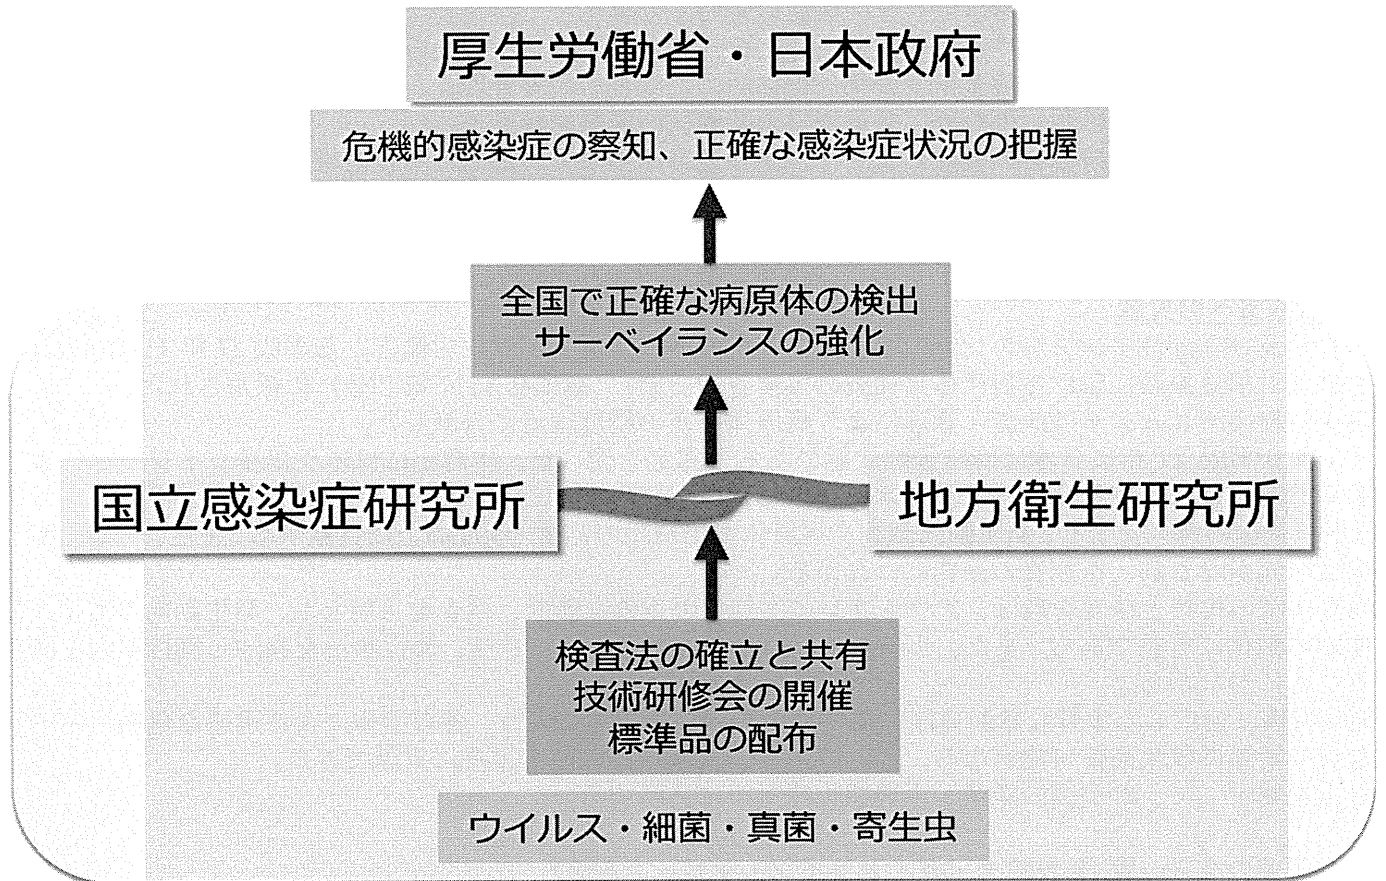 厚生労働省・日本政府
危機的感染症の察知、正確な感染症状況の把握
全国で正確な病原体の検出
サーベイランスの強化
国立感染症研究所
地方衛生研究所
検査法の確立と共有
技術研修会の開催
標準品の配布
ウイルス・細菌・真菌・寄生虫